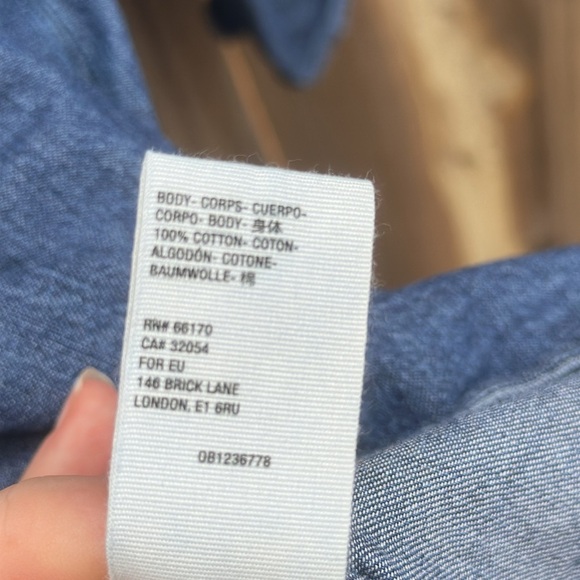 BODY- CORPS- CUERPO-
CORPO- BODY- 身体
100% COTTON- COTON-
ALGODÓN- COTONE-
BAUMWOLLE- 棉
RN# 66170
CA# 32054
FOR EU
146 BRICK LANE
LONDON, E1 6RU
OB1236778